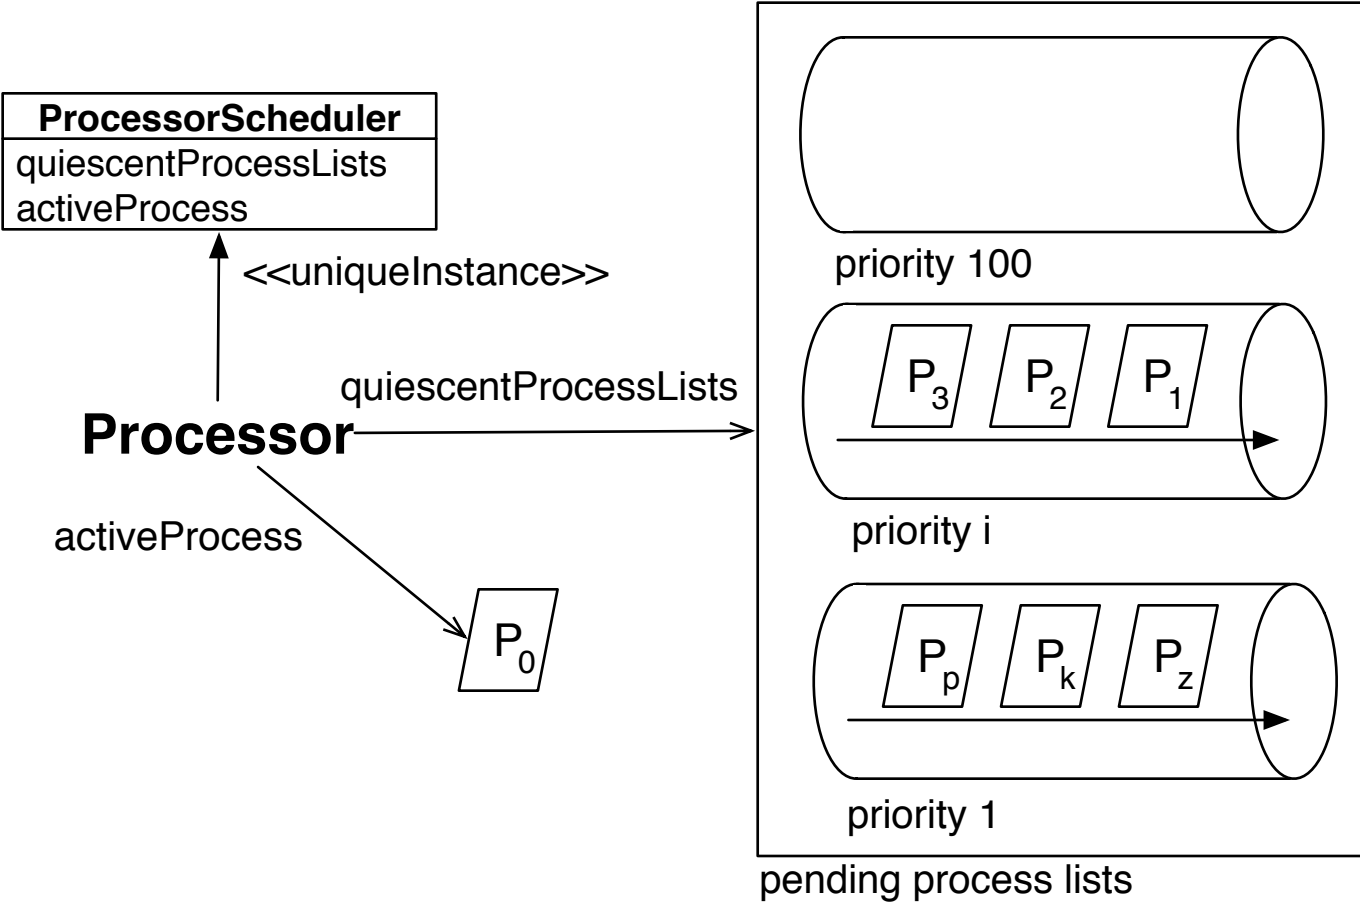 ProcessorScheduler
quiescentProcessLists
activeProcess
<<uniqueInstance>>
quiescentProcessLists
Processor
activeProcess
P0
priority 100
P3 P2 P1
priority i
Pp Pk Pz
priority 1
pending process lists